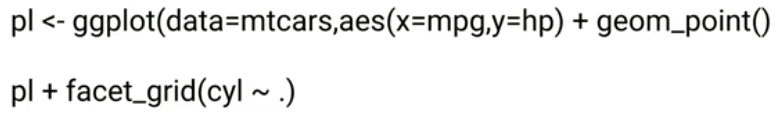 pl <- ggplot(data=mtcars,aes(x=mpg,y=hp) + geom_point()
pl + facet_grid(cyl ~ .)